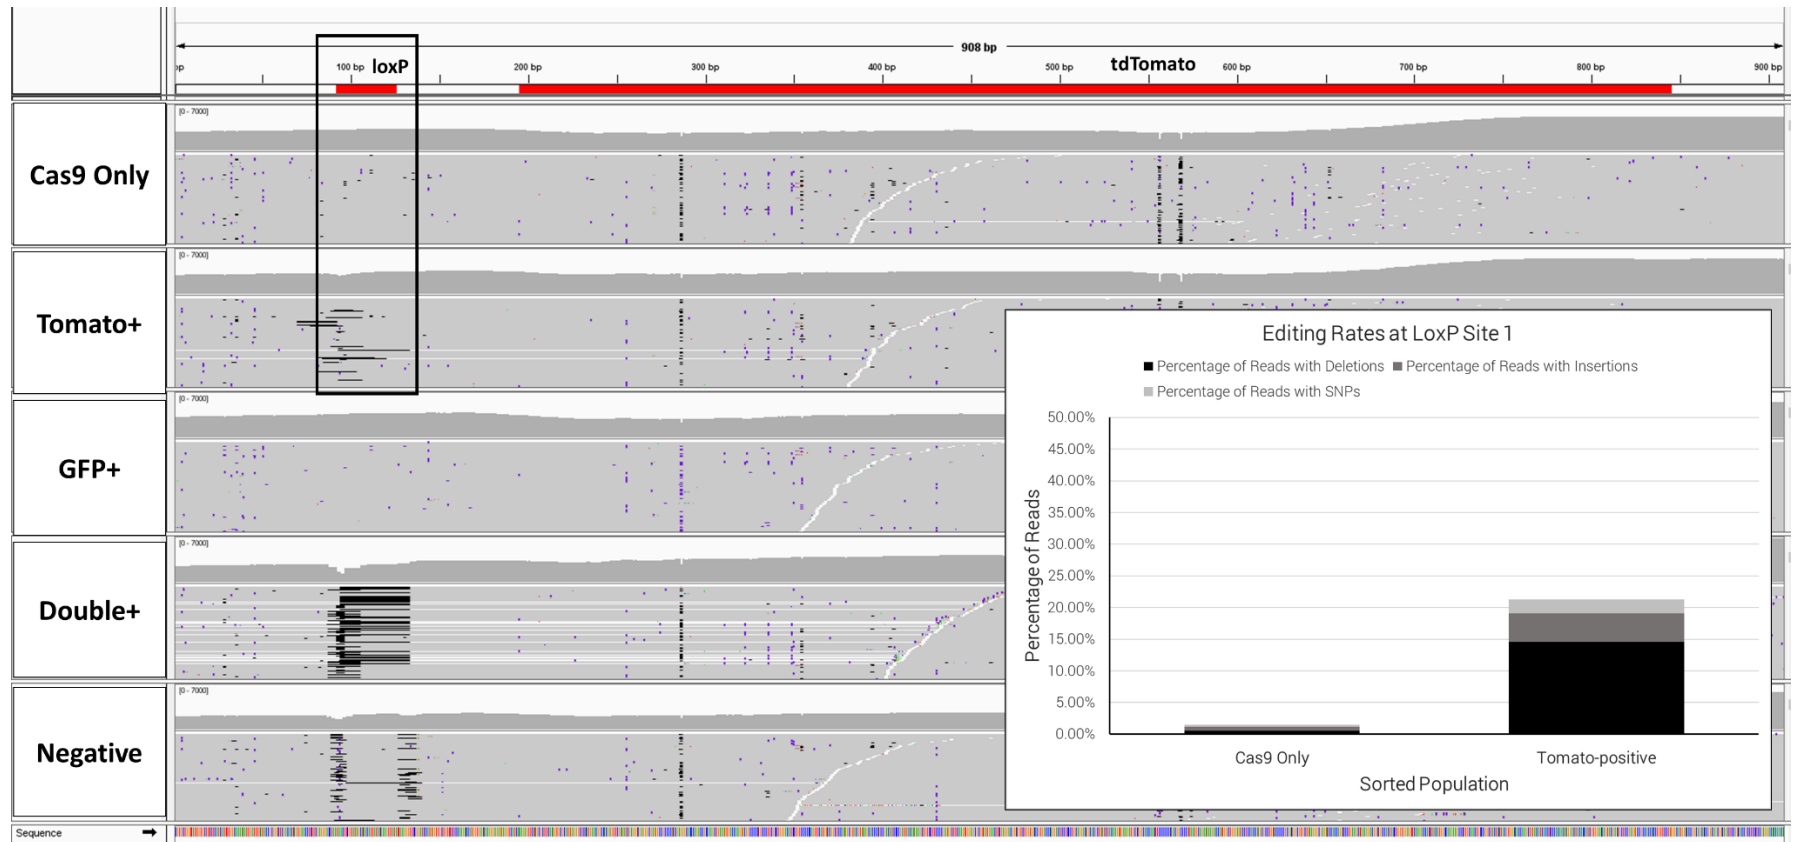 908 bp
bp
100 bp
loxP
200 bp
300 bp
400 bp
500 bp
tdTomato
600 bp
700 bp
800 bp
900 bp
[0 - 7000]
Cas9 Only
[0 - 7000]
Tomato+
[0 - 7000]
GFP+
[0 - 7000]
Double+
[0 - 7000]
Negative
Sequence
Editing Rates at LoxP Site 1
Percentage of Reads with Deletions
Percentage of Reads with Insertions
Percentage of Reads with SNPs
Percentage of Reads
50.00%
45.00%
40.00%
35.00%
30.00%
25.00%
20.00%
15.00%
10.00%
5.00%
0.00%
Cas9 Only
Tomato-positive
Sorted Population